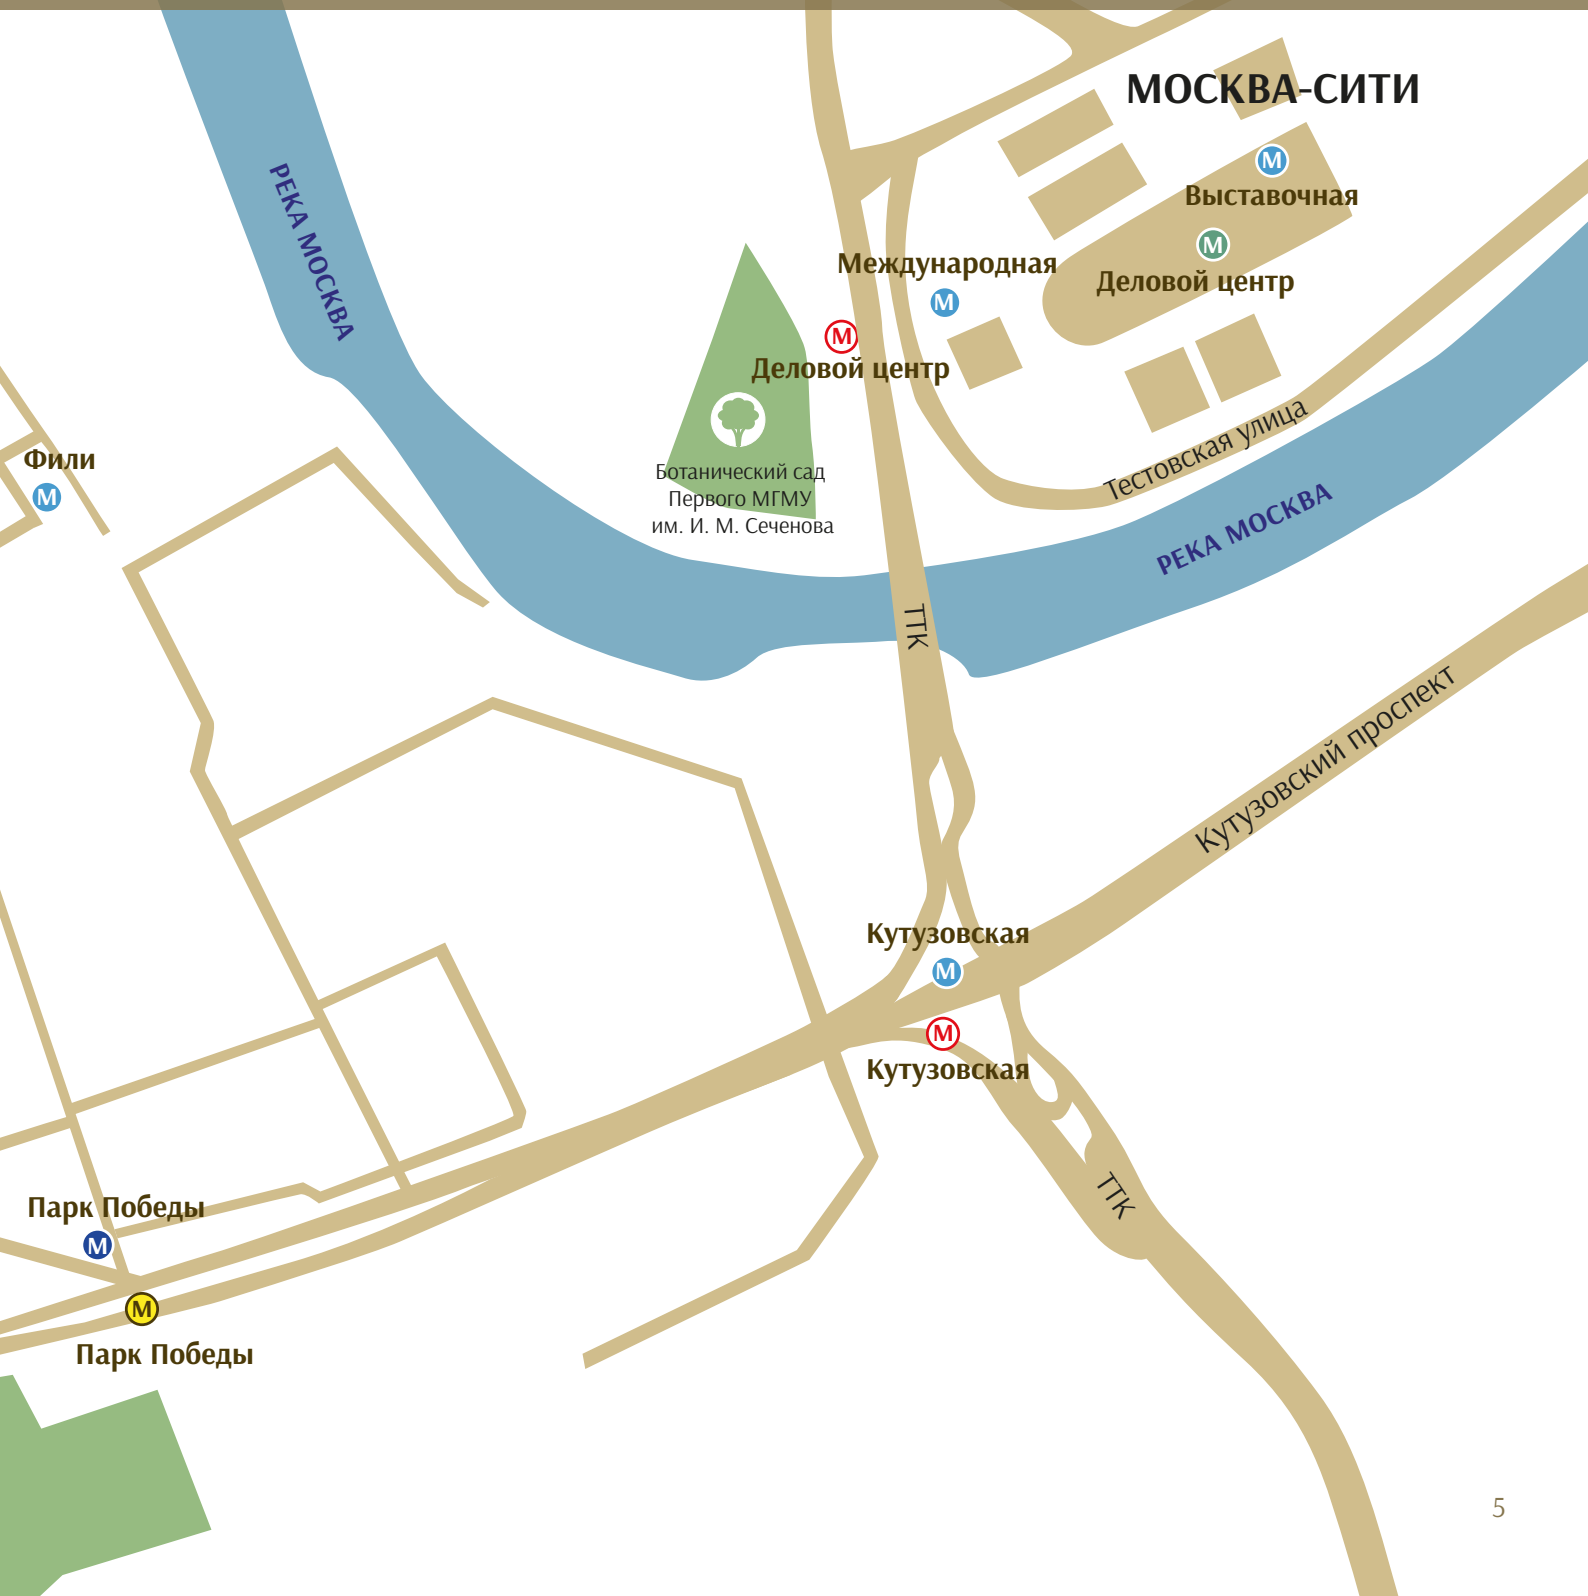 МОСКВА-СИТИ
М
Выставочная
М
Деловой центр
РЕКА МОСКВА
Международная
М
М
Деловой центр
Тестовская улица
Фили
М
Ботанический сад
Первого МГМУ
им. И. М. Сеченова
РЕКА МОСКВА
ТТК
Кутузовский проспект
Кутузовская
М
М
Кутузовская
ТТК
Парк Победы
М
М
Парк Победы
5